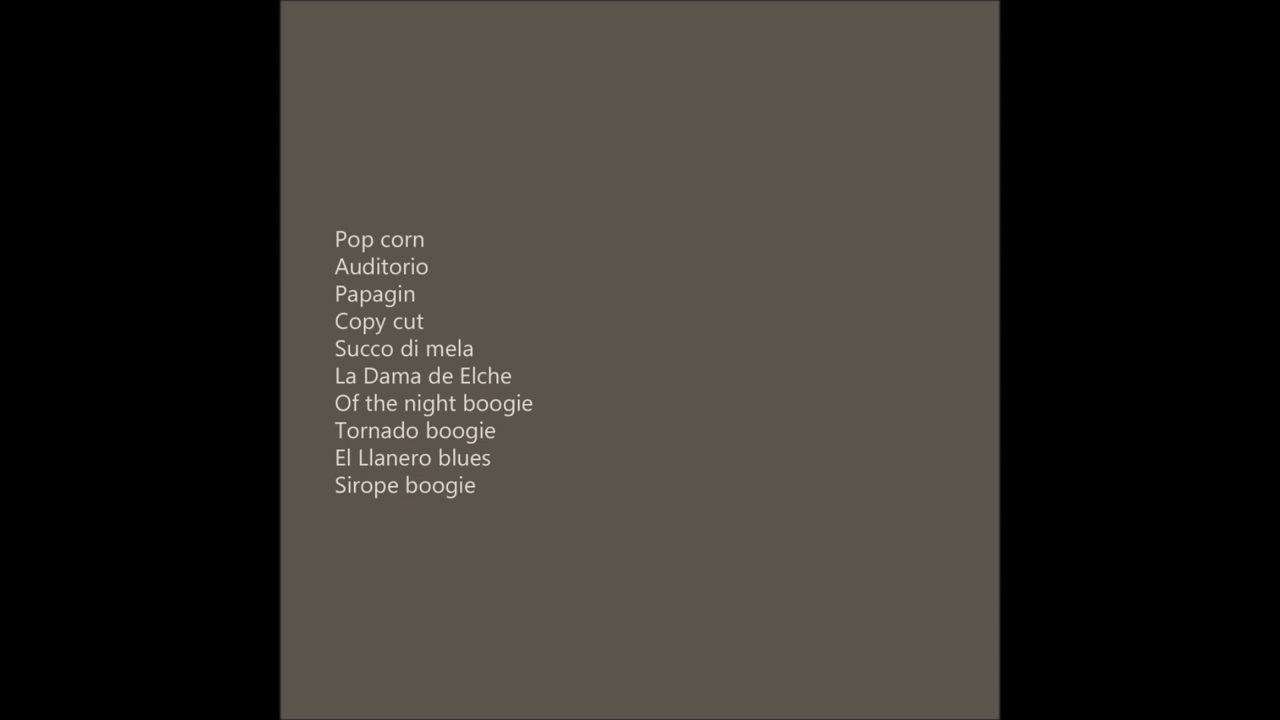 Pop corn
Auditorio
Papagin
Copy cut
Succo di mela
La Dama de Elche
Of the night boogie
Tornado boogie
El Llanero blues
Sirope boogie